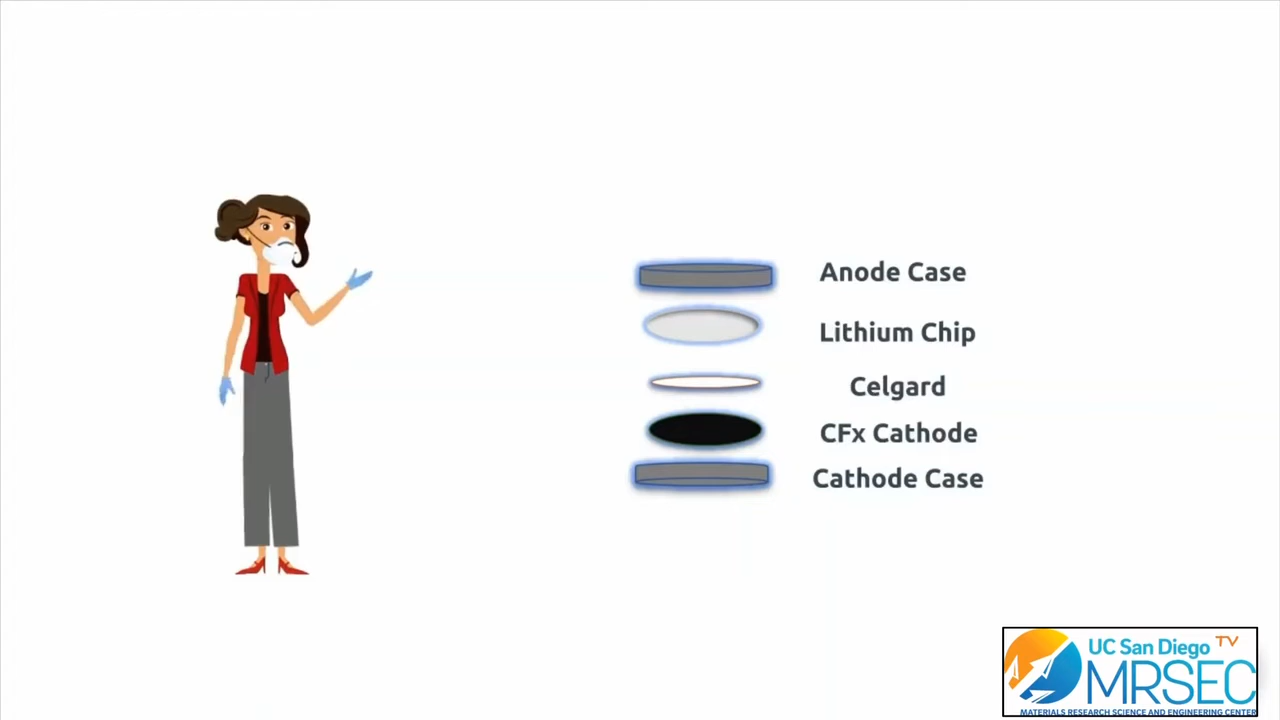 Anode Case
Lithium Chip
Celgard
CFx Cathode
Cathode Case
UC San Diego TV
MRSEC
MATERIALS RESEARCH SCIENCE AND ENGINEERING CENTER